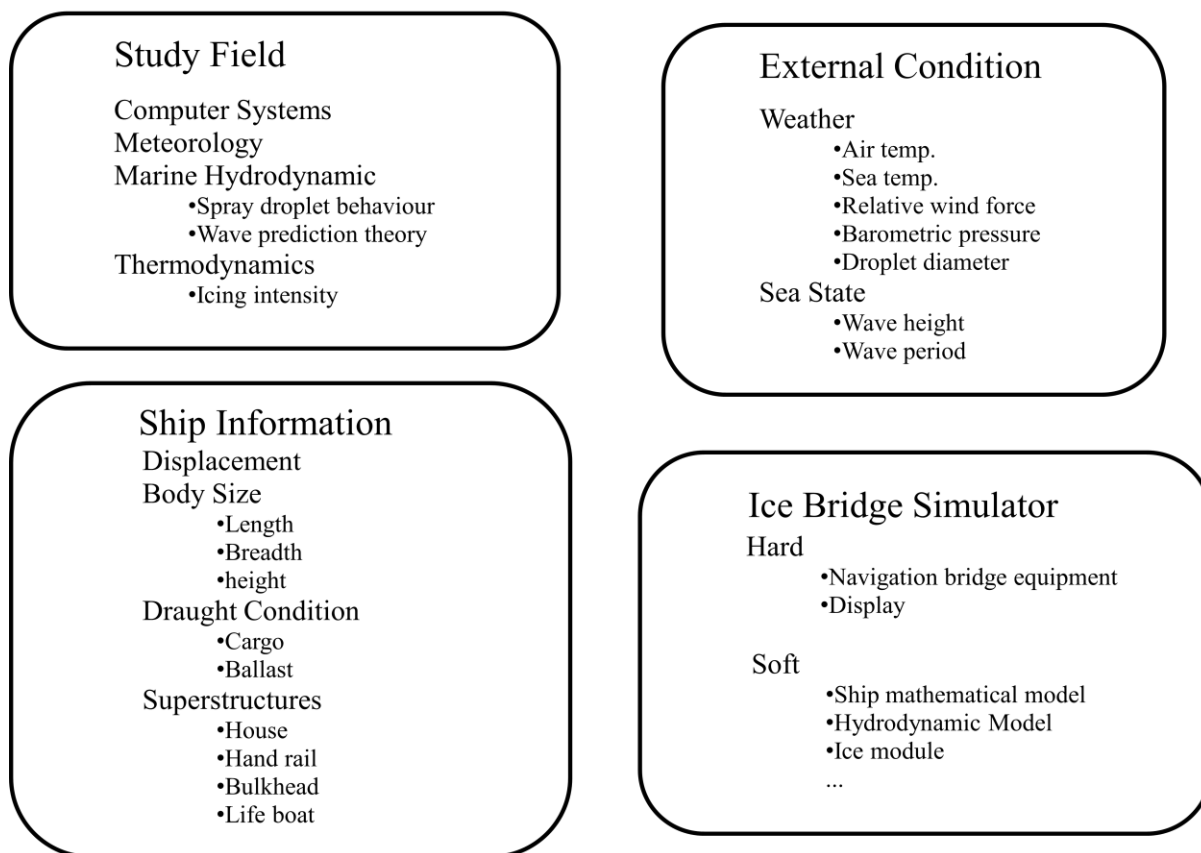 Study Field
Computer Systems
Meteorology
Marine Hydrodynamic
•Spray droplet behaviour
•Wave prediction theory
Thermodynamics
•Icing intensity
External Condition
Weather
•Air temp.
•Sea temp.
•Relative wind force
•Barometric pressure
•Droplet diameter
Sea State
•Wave height
•Wave period
Ship Information
Displacement
Body Size
•Length
•Breadth
•height
Draught Condition
•Cargo
•Ballast
Superstructures
•House
•Hand rail
•Bulkhead
•Life boat
Ice Bridge Simulator
Hard
•Navigation bridge equipment
•Display
Soft
•Ship mathematical model
•Hydrodynamic Model
•Ice module
...